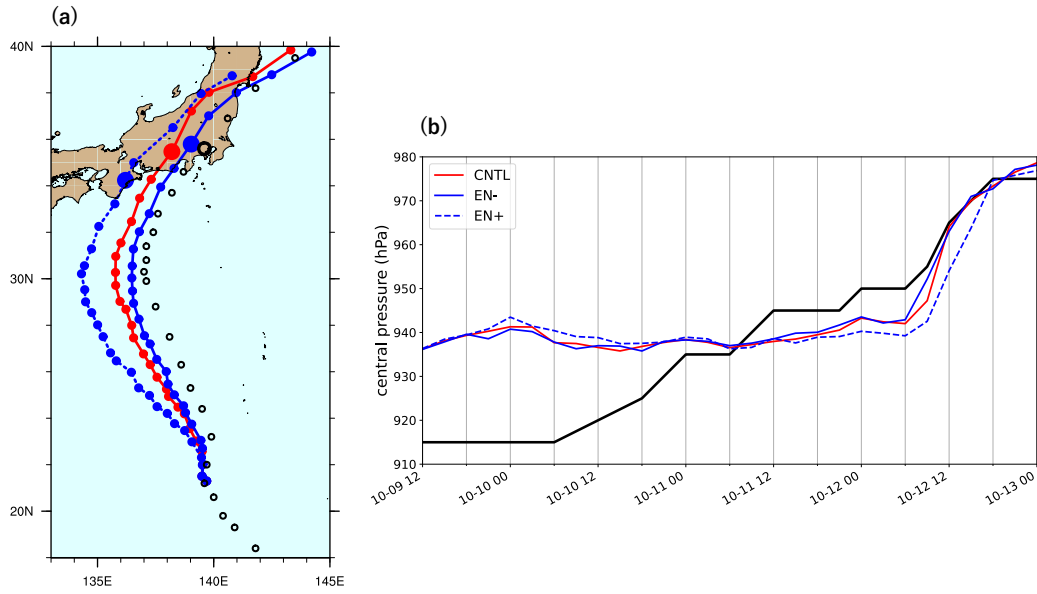 (a)
40N
30N
20N
135E
140E
145E
(b)
980
970
960
950
940
930
920
910
central pressure (hPa)
CNTL
EN-
EN+
10-09 12
10-10 00
10-10 12
10-11 00
10-11 12
10-12 00
10-12 12
10-13 00